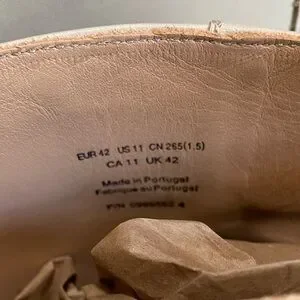 EUR 42 US 11 CN 265(1.5)
CA 11 UK 42
Made in Portugal
Fabriqué au Portugal
P/N